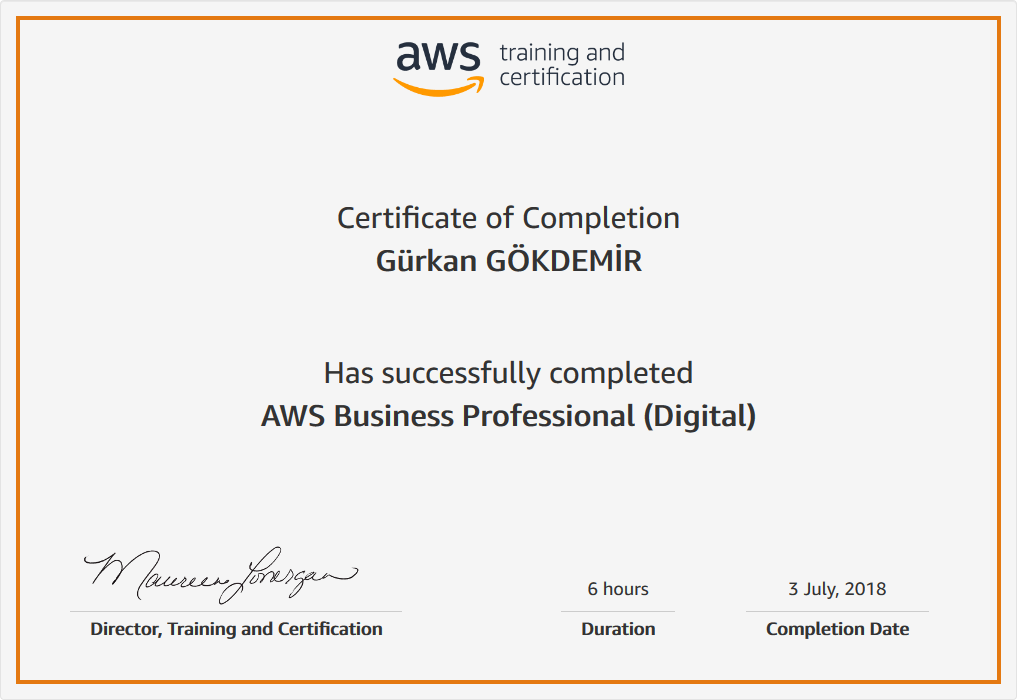 aws training and
certification
Certificate of Completion
Gürkan GÖKDEMİR
Has successfully completed
AWS Business Professional (Digital)
Maureen Lonergan
6 hours
3 July, 2018
Director, Training and Certification
Duration
Completion Date